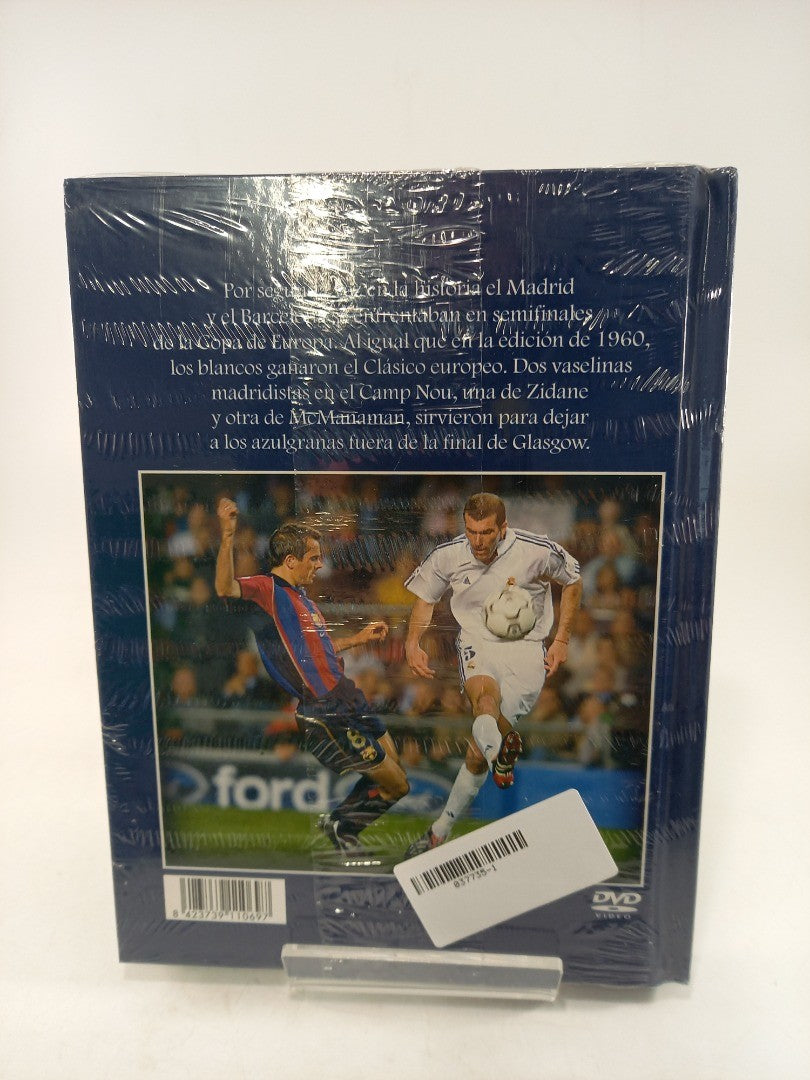 Por segunda vez en la historia el Madrid
y el Barcelona se enfrentaban en semifinales
de la Copa de Europa. Al igual que en la edición de 1960,
los blancos ganaron el Clásico europeo. Dos vaselinas
madridistas en el Camp Nou, una de Zidane
y otra de McManaman, sirvieron para dejar
a los azulgranas fuera de la final de Glasgow.
ford
037735-1
8 423739 110697
DVD
VIDEO